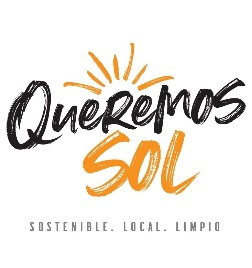 QUEREMOS
SOL
SOSTENIBLE. LOCAL. LIMPIO